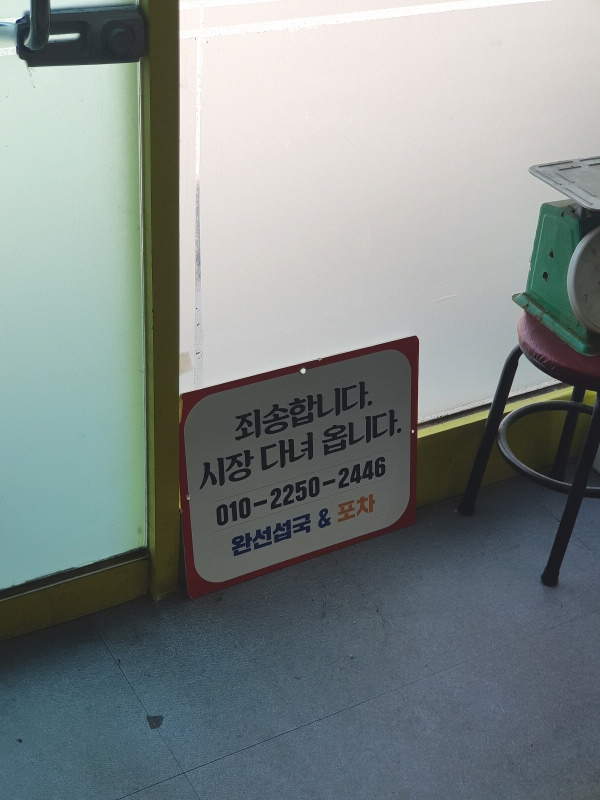 죄송합니다.
시장 다녀 옵니다.
010-2250-2446
완선섭국 & 포차